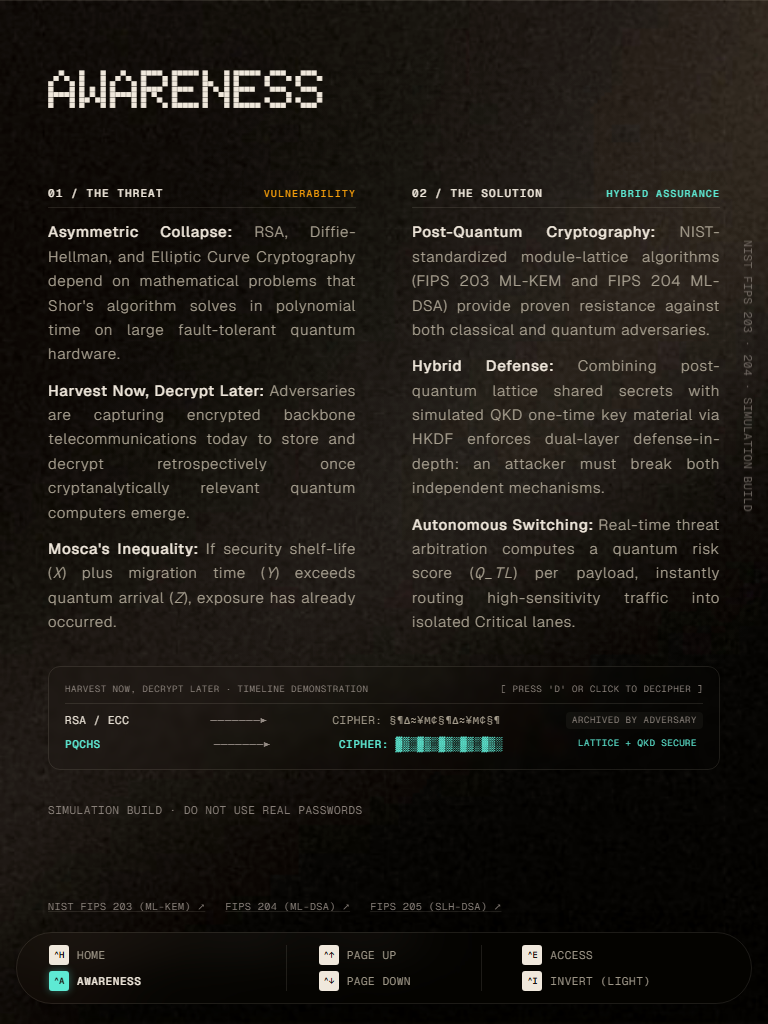 AWARENESS
01 / THE THREAT VULNERABILITY
Asymmetric Collapse: RSA, Diffie-
Hellman, and Elliptic Curve Cryptography
depend on mathematical problems that
Shor's algorithm solves in polynomial
time on large fault-tolerant quantum
hardware.
Harvest Now, Decrypt Later: Adversaries
are capturing encrypted backbone
telecommunications today to store and
decrypt retrospectively once
cryptanalytically relevant quantum
computers emerge.
Mosca's Inequality: If security shelf-life
(X) plus migration time (Y) exceeds
quantum arrival (Z), exposure has already
occurred.
02 / THE SOLUTION HYBRID ASSURANCE
Post-Quantum Cryptography: NIST-
standardized module-lattice algorithms
(FIPS 203 ML-KEM and FIPS 204 ML-
DSA) provide proven resistance against
both classical and quantum adversaries.
Hybrid Defense: Combining post-
quantum lattice shared secrets with
simulated QKD one-time key material via
HKDF enforces dual-layer defense-in-
depth: an attacker must break both
independent mechanisms.
Autonomous Switching: Real-time threat
arbitration computes a quantum risk
score (Q_TL) per payload, instantly
routing high-sensitivity traffic into
isolated Critical lanes.
NIST FIPS 203 · 204 · SIMULATION BUILD
HARVEST NOW, DECRYPT LATER · TIMELINE DEMONSTRATION [ PRESS 'D' OR CLICK TO DECIPHER ]
RSA / ECC ───────► CIPHER: §¶∆≈¥M¢§¶∆≈¥M¢§¶ ARCHIVED BY ADVERSARY
PQCHS ───────► CIPHER: ▓▒░▓▒░▓▒░▓▒░▓▒░ LATTICE + QKD SECURE
SIMULATION BUILD · DO NOT USE REAL PASSWORDS
NIST FIPS 203 (ML-KEM) ↗ FIPS 204 (ML-DSA) ↗ FIPS 205 (SLH-DSA) ↗
^H HOME ^↑ PAGE UP ^E ACCESS
^A AWARENESS ^↓ PAGE DOWN ^I INVERT (LIGHT)